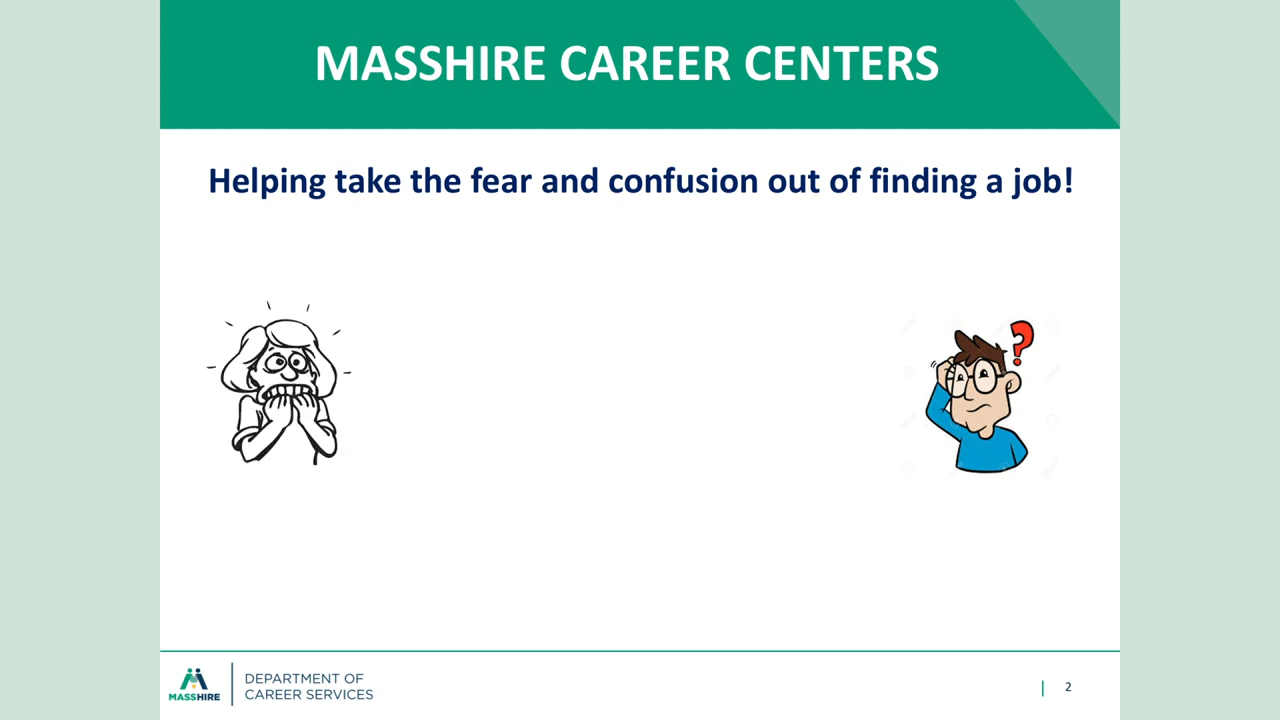 MASSHIRE CAREER CENTERS
Helping take the fear and confusion out of finding a job!
?
MASSHIRE
DEPARTMENT OF
CAREER SERVICES
2